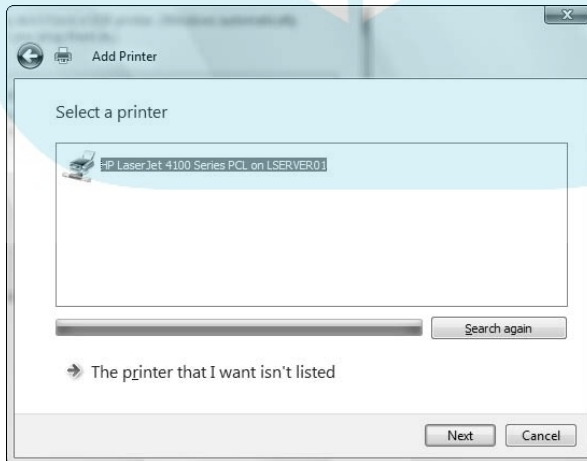 Add Printer
Select a printer
HP LaserJet 4100 Series PCL on LSERVER01
Search again
The printer that I want isn't listed
Next
Cancel